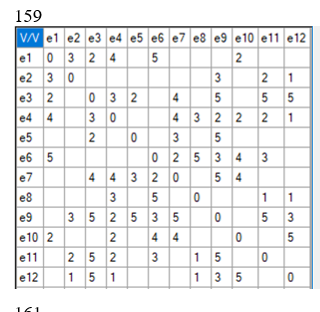 159
V/V e1 e2 e3 e4 e5 e6 e7 e8 e9 e10 e11 e12
e1 0 3 2 4 5 2
e2 3 0 3 2 1
e3 2 0 3 2 4 5 5 5
e4 4 3 0 4 3 2 2 2 1
e5 2 0 3 5
e6 5 0 2 5 3 4 3
e7 4 4 3 2 0 5 4
e8 3 5 0 1 1
e9 3 5 2 5 3 5 0 5 3
e10 2 2 4 4 0 5
e11 2 5 2 3 1 5 0
e12 1 5 1 1 3 5 0
161